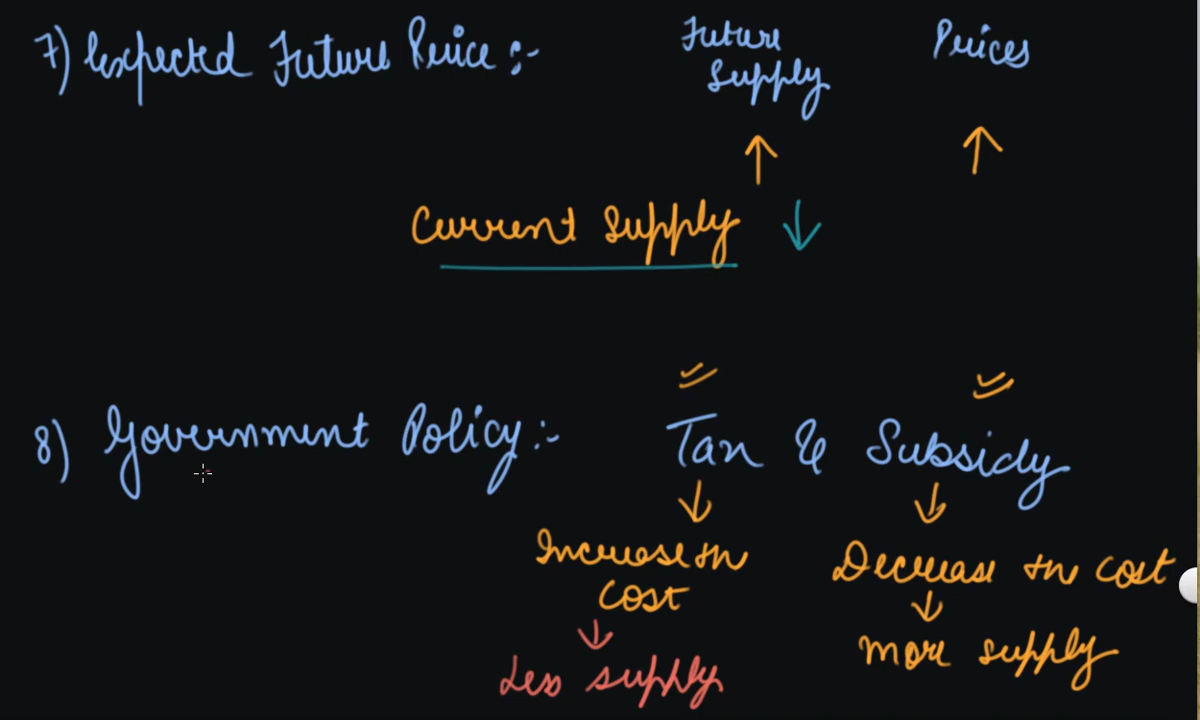 7) Expected Future Price :-
Future Supply
Prices
Current Supply
8) Government Policy :-
Tax & Subsidy
Increase in cost
Less supply
Decrease in cost
more supply